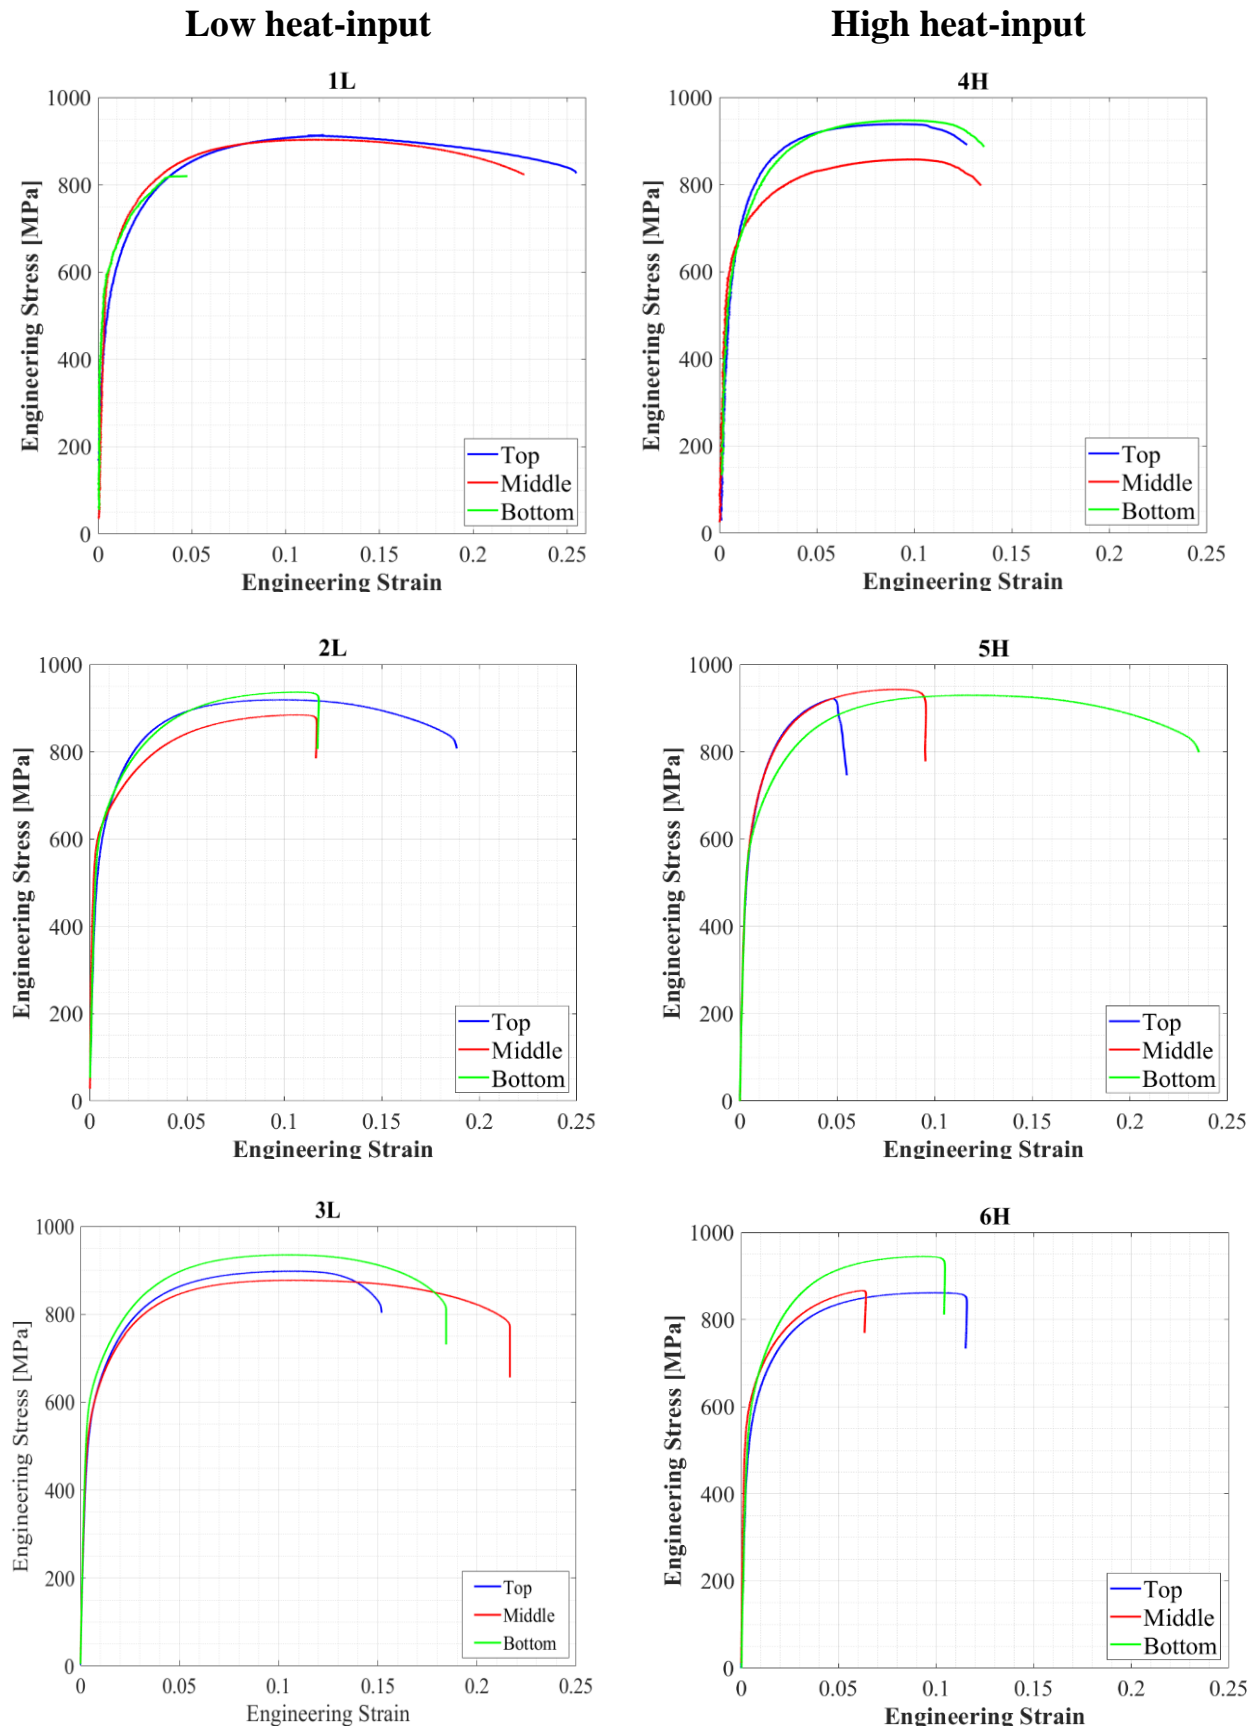 Low heat-input
High heat-input
1L
1000
800
600
400
200
0
0
0.05
0.1
0.15
0.2
0.25
Engineering Stress [MPa]
Engineering Strain
Top
Middle
Bottom
4H
1000
800
600
400
200
0
0
0.05
0.1
0.15
0.2
0.25
Engineering Stress [MPa]
Engineering Strain
Top
Middle
Bottom
2L
1000
800
600
400
200
0
0
0.05
0.1
0.15
0.2
0.25
Engineering Stress [MPa]
Engineering Strain
Top
Middle
Bottom
5H
1000
800
600
400
200
0
0
0.05
0.1
0.15
0.2
0.25
Engineering Stress [MPa]
Engineering Strain
Top
Middle
Bottom
3L
1000
800
600
400
200
0
0
0.05
0.1
0.15
0.2
0.25
Engineering Stress [MPa]
Engineering Strain
Top
Middle
Bottom
6H
1000
800
600
400
200
0
0
0.05
0.1
0.15
0.2
0.25
Engineering Stress [MPa]
Engineering Strain
Top
Middle
Bottom